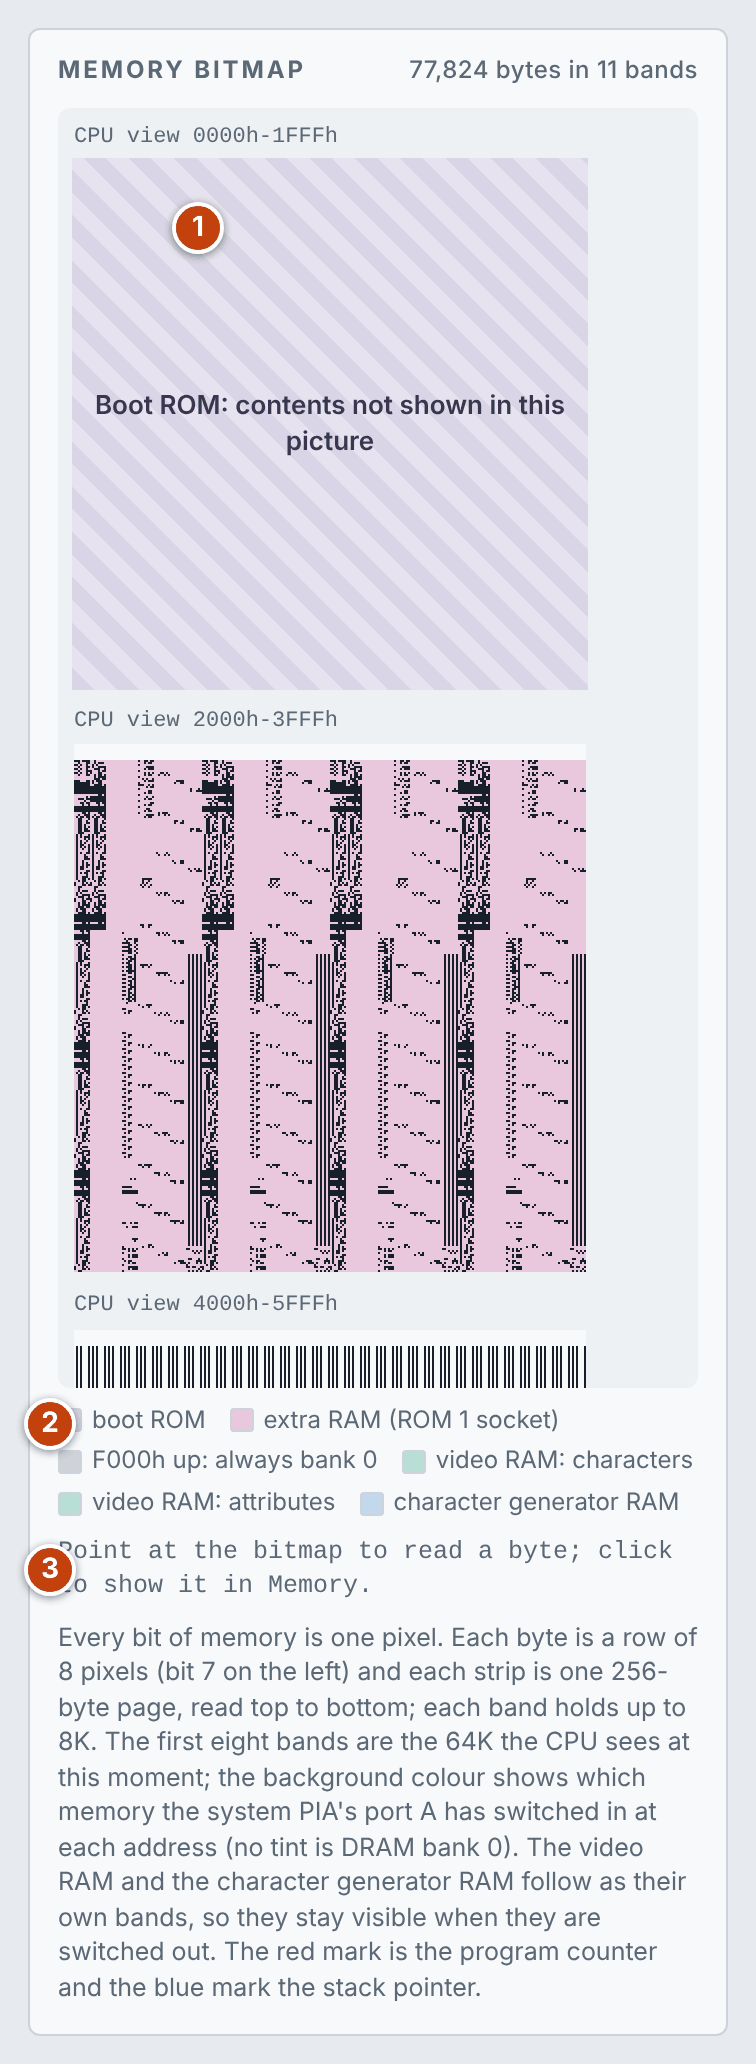 MEMORY BITMAP 77,824 bytes in 11 bands
CPU view 0000h-1FFFh
1
Boot ROM: contents not shown in this
picture
CPU view 2000h-3FFFh
CPU view 4000h-5FFFh
2 boot ROM extra RAM (ROM 1 socket)
F000h up: always bank 0 video RAM: characters
video RAM: attributes character generator RAM
Point at the bitmap to read a byte; click
3 to show it in Memory.
Every bit of memory is one pixel. Each byte is a row of
8 pixels (bit 7 on the left) and each strip is one 256-
byte page, read top to bottom; each band holds up to
8K. The first eight bands are the 64K the CPU sees at
this moment; the background colour shows which
memory the system PIA's port A has switched in at
each address (no tint is DRAM bank 0). The video
RAM and the character generator RAM follow as their
own bands, so they stay visible when they are
switched out. The red mark is the program counter
and the blue mark the stack pointer.